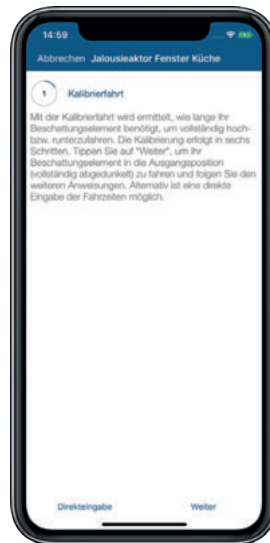 14:59
Abbrechen Jalousieaktor Fenster Küche
1 Kalibrierfahrt
Mit der Kalibrierfahrt wird ermittelt, wie lange Ihr
Beschattungselement benötigt, um vollständig hoch-
bzw. runterzufahren. Die Kalibrierung erfolgt in sechs
Schritten, Tippen Sie auf "Weiter", um Ihr
Beschattungselement in die Ausgangsposition
(vollständig abgedunkelt) zu fahren und folgen Sie den
weiteren Anweisungen. Alternativ ist eine direkte
Eingabe der Fahrzeiten möglich.
Direkteingabe Weiter